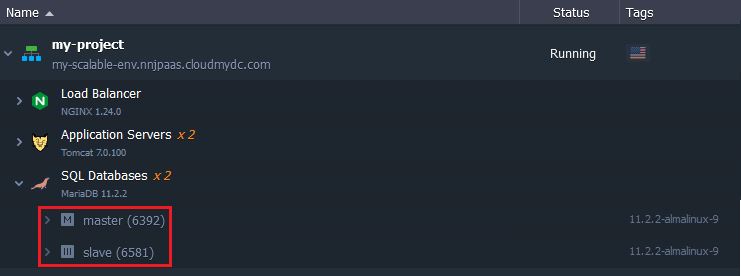 Name Status Tags
my-project
my-scalable-env.nnjpaas.cloudmydc.com Running
Load Balancer
NGINX 1.24.0
Application Servers x 2
Tomcat 7.0.100
SQL Databases x 2
MariaDB 11.2.2
M master (6392) 11.2.2-almalinux-9
slave (6581) 11.2.2-almalinux-9